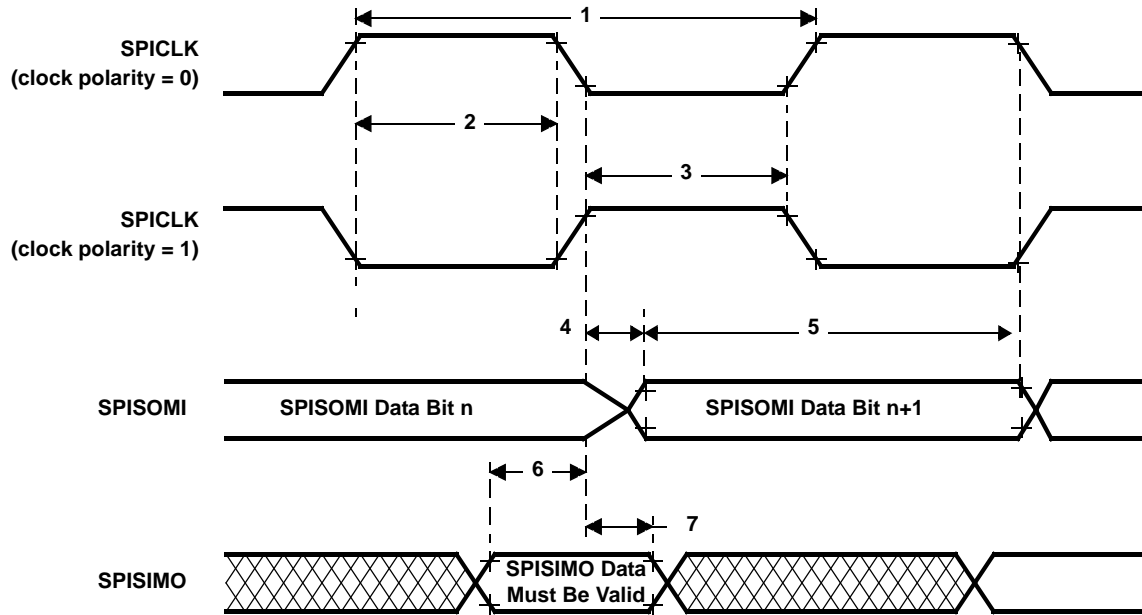 1
SPICLK
(clock polarity = 0)
2
3
SPICLK
(clock polarity = 1)
4
5
SPISOMI
SPISOMI Data Bit n
SPISOMI Data Bit n+1
6
7
SPISIMO
SPISIMO Data
Must Be Valid